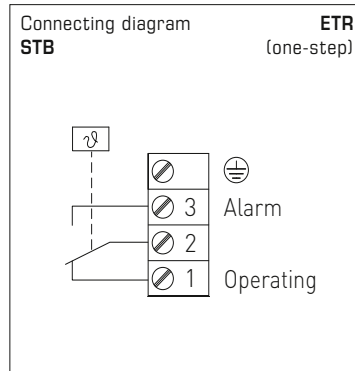 Connecting diagram ETR
STB (one-step)
ϑ
3 Alarm
2
1 Operating